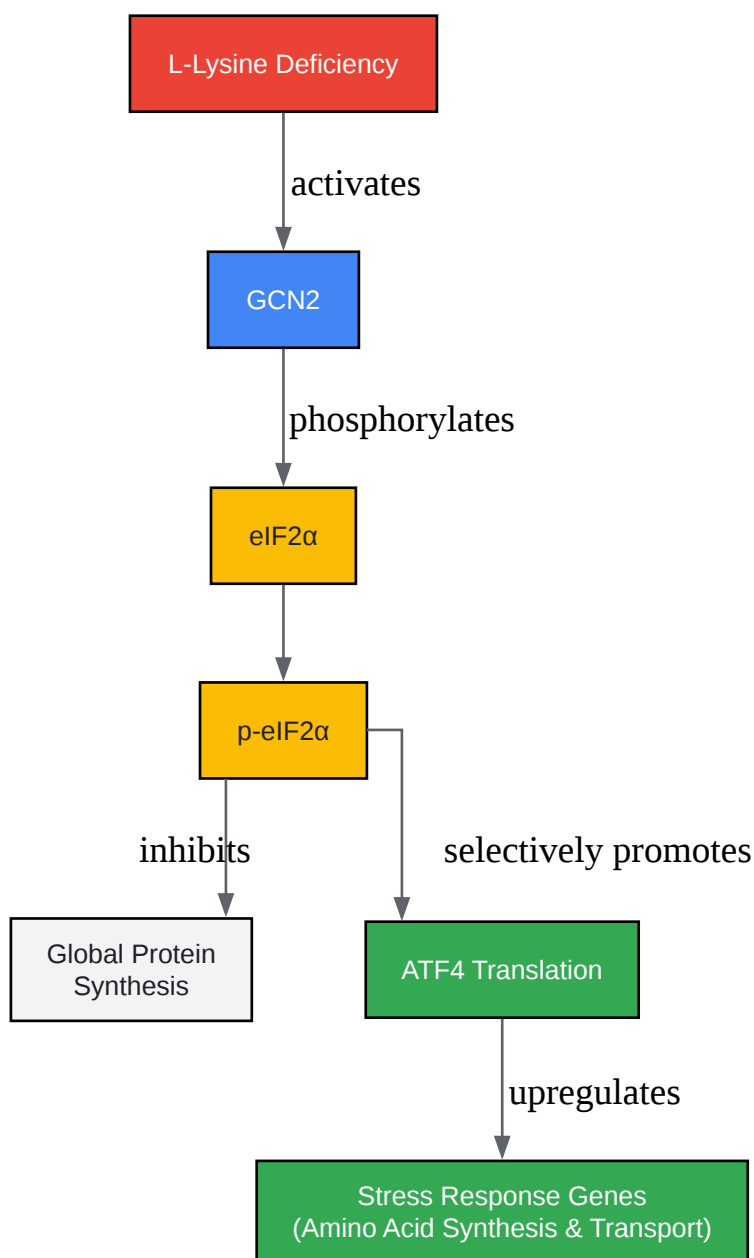 L-Lysine Deficiency
activates
GCN2
phosphorylates
eIF2α
p-eIF2α
inhibits
selectively promotes
Global Protein
Synthesis
ATF4 Translation
upregulates
Stress Response Genes
(Amino Acid Synthesis & Transport)